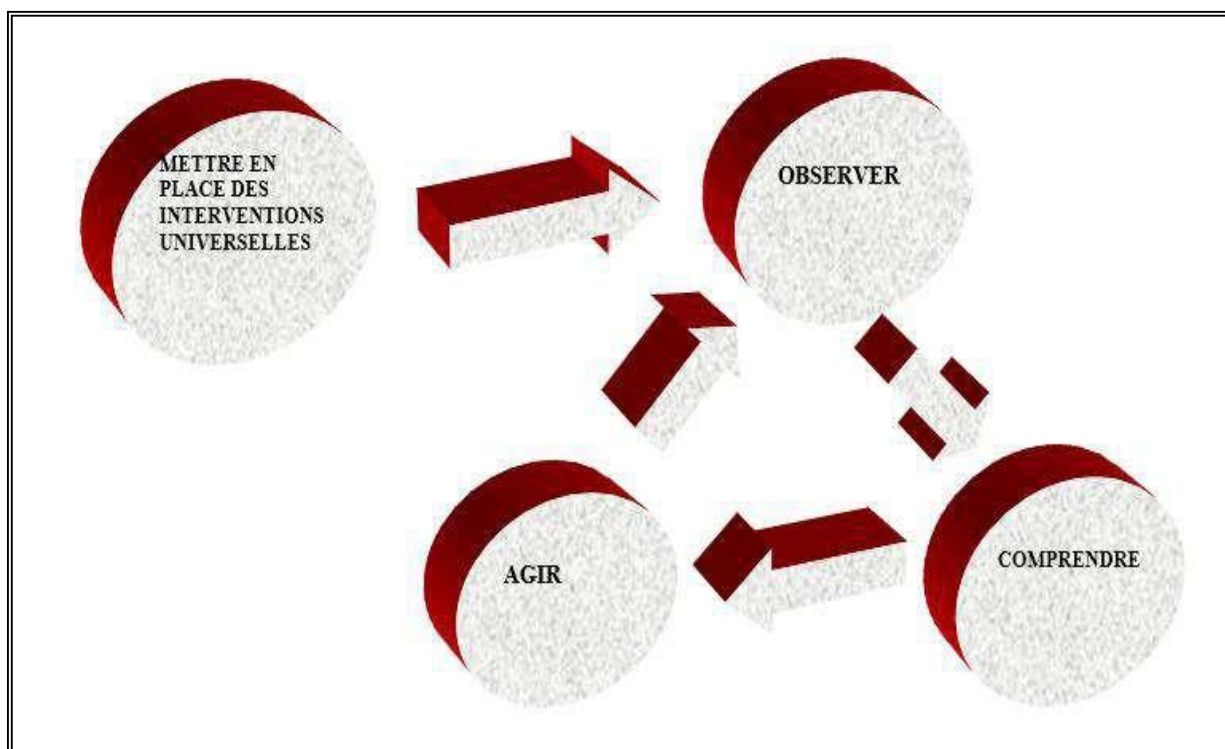 METTRE EN
PLACE DES
INTERVENTIONS
UNIVERSELLES
OBSERVER
COMPRENDRE
AGIR